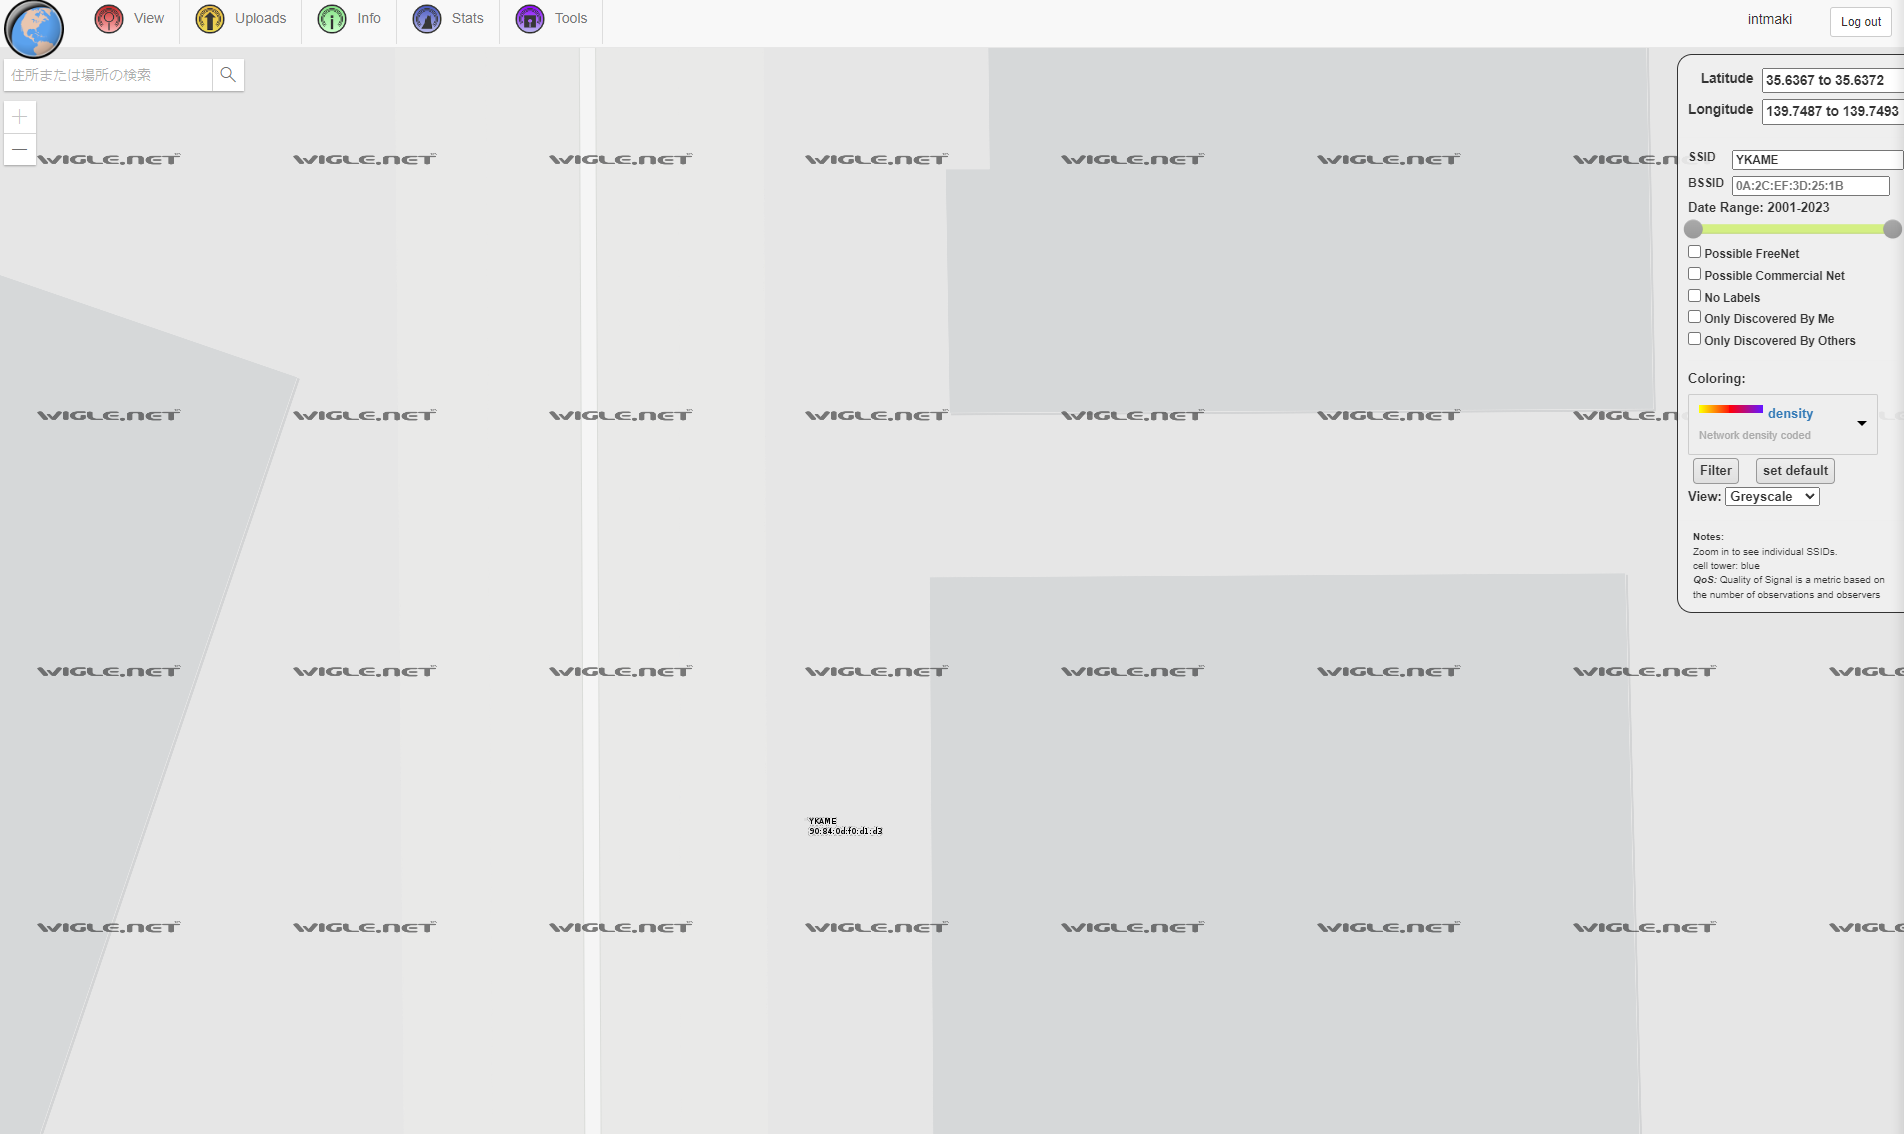 View Uploads Info Stats Tools intmaki Log out
住所または場所の検索
Latitude 35.6367 to 35.6372
Longitude 139.7487 to 139.7493
WIGLE.NET WIGLE.NET WIGLE.NET WIGLE.NET WIGLE.NET WIGLE.NET WIGLE.N
SSID YKAME
BSSID 0A:2C:EF:3D:25:1B
Date Range: 2001-2023
Possible FreeNet
Possible Commercial Net
No Labels
Only Discovered By Me
Only Discovered By Others
Coloring:
density
Network density coded
WIGLE.NET WIGLE.NET WIGLE.NET WIGLE.NET WIGLE.NET WIGLE.NET WIGLE.N
Filter set default
View: Greyscale
Notes:
Zoom in to see individual SSIDs.
cell tower: blue
QoS: Quality of Signal is a metric based on
the number of observations and observers
WIGLE.NET WIGLE.NET WIGLE.NET WIGLE.NET WIGLE.NET WIGLE.NET WIGLE.NET WIGLE
YKAME
90:84:0d:f0:d1:d3
WIGLE.NET WIGLE.NET WIGLE.NET WIGLE.NET WIGLE.NET WIGLE.NET WIGLE.NET WIGLE